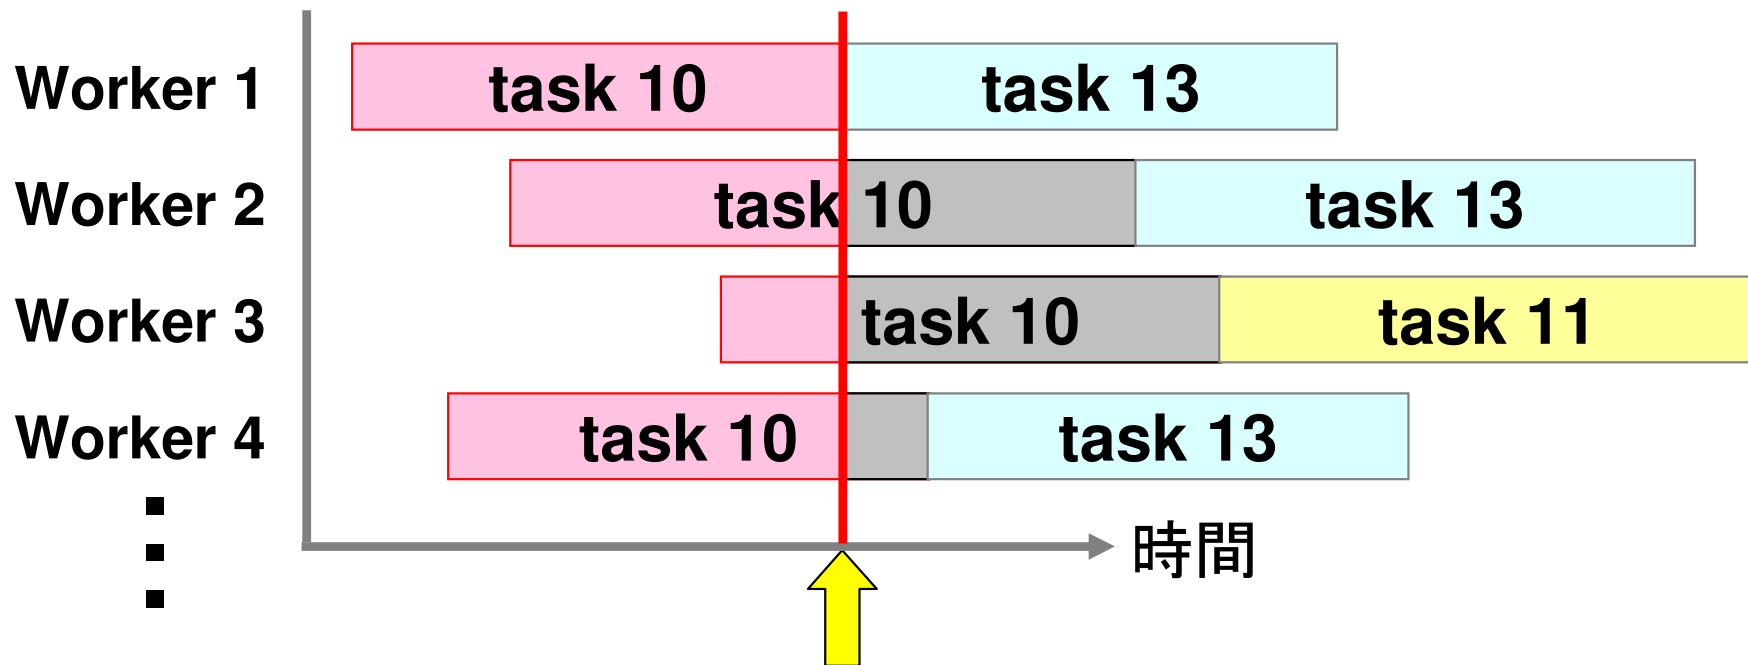 Worker 1 task 10 task 13
Worker 2 task 10 task 13
Worker 3 task 10 task 11
Worker 4 task 10 task 13
時間